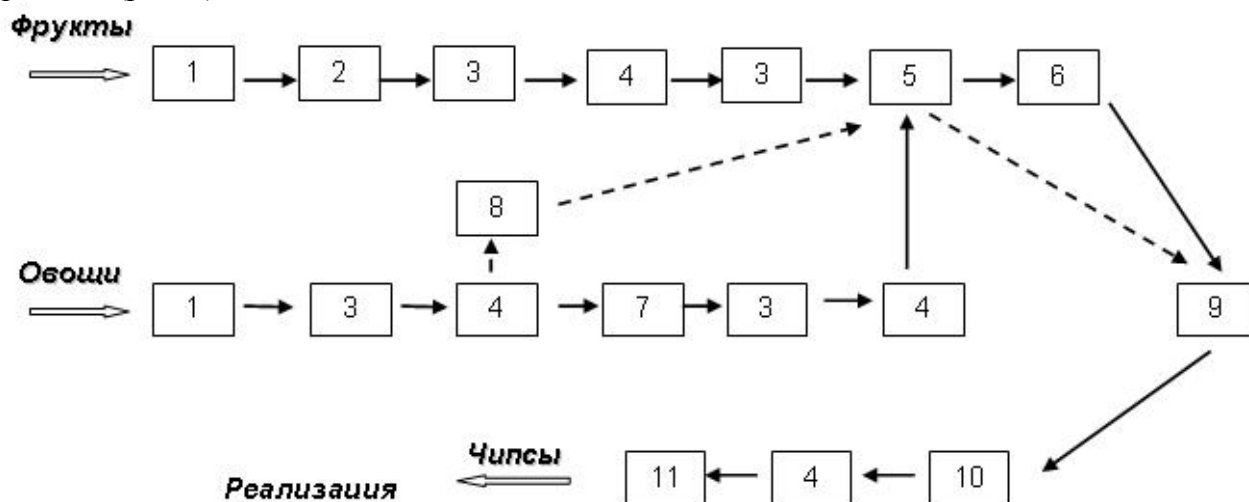 Фрукты
1 2 3 4 3 5 6
8
Овощи
1 3 4 7 3 4 9
Чипсы 11 4 10
Реализация